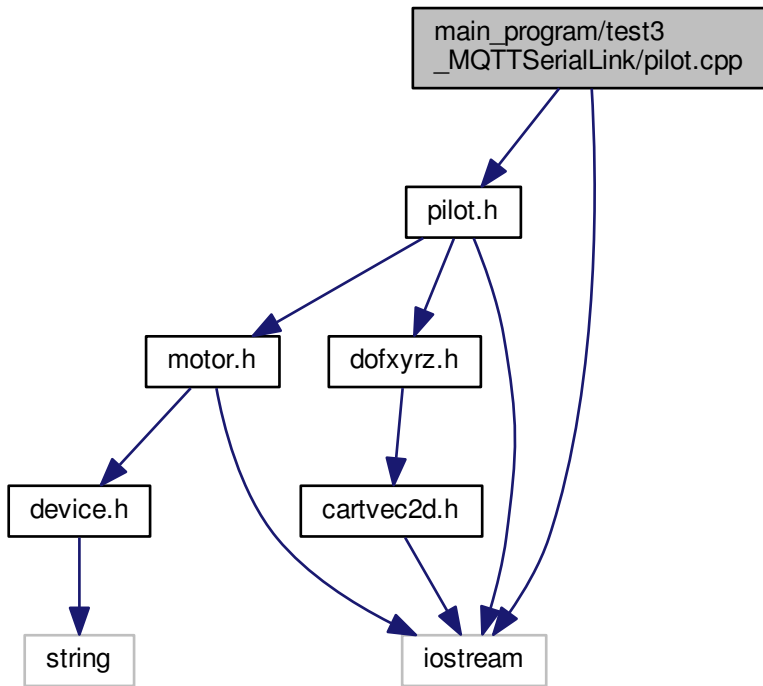 main_program/test3
_MQTTSerialLink/pilot.cpp
pilot.h
motor.h
dofxyrz.h
device.h
cartvec2d.h
string
iostream